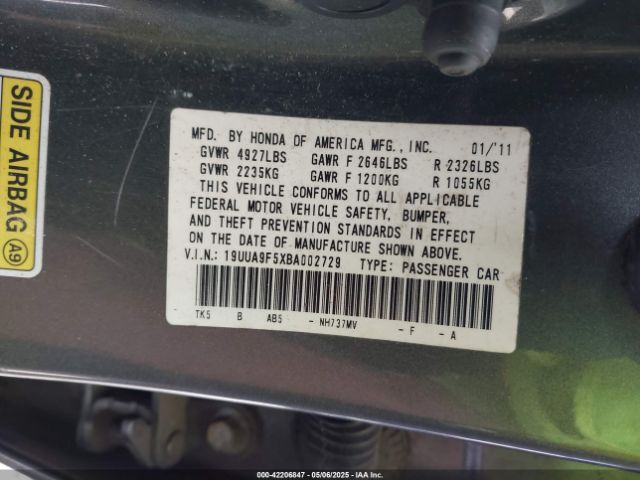 SIDE AIRBAG
A9
MFD. BY HONDA OF AMERICA MFG., INC. 01/'11
GVWR 4927LBS GAWR F 2646LBS R 2326LBS
GVWR 2235KG GAWR F 1200KG R 1055KG
THIS VEHICLE CONFORMS TO ALL APPLICABLE
FEDERAL MOTOR VEHICLE SAFETY, BUMPER,
AND THEFT PREVENTION STANDARDS IN EFFECT
ON THE DATE OF MANUFACTURE SHOWN ABOVE.
V.I.N.: 19UUA9F5XBA002729 TYPE: PASSENGER CAR
TK5 B AB5 - NH737MV - F - A
000-42206847 - 05/06/2025 - IAAI, Inc.